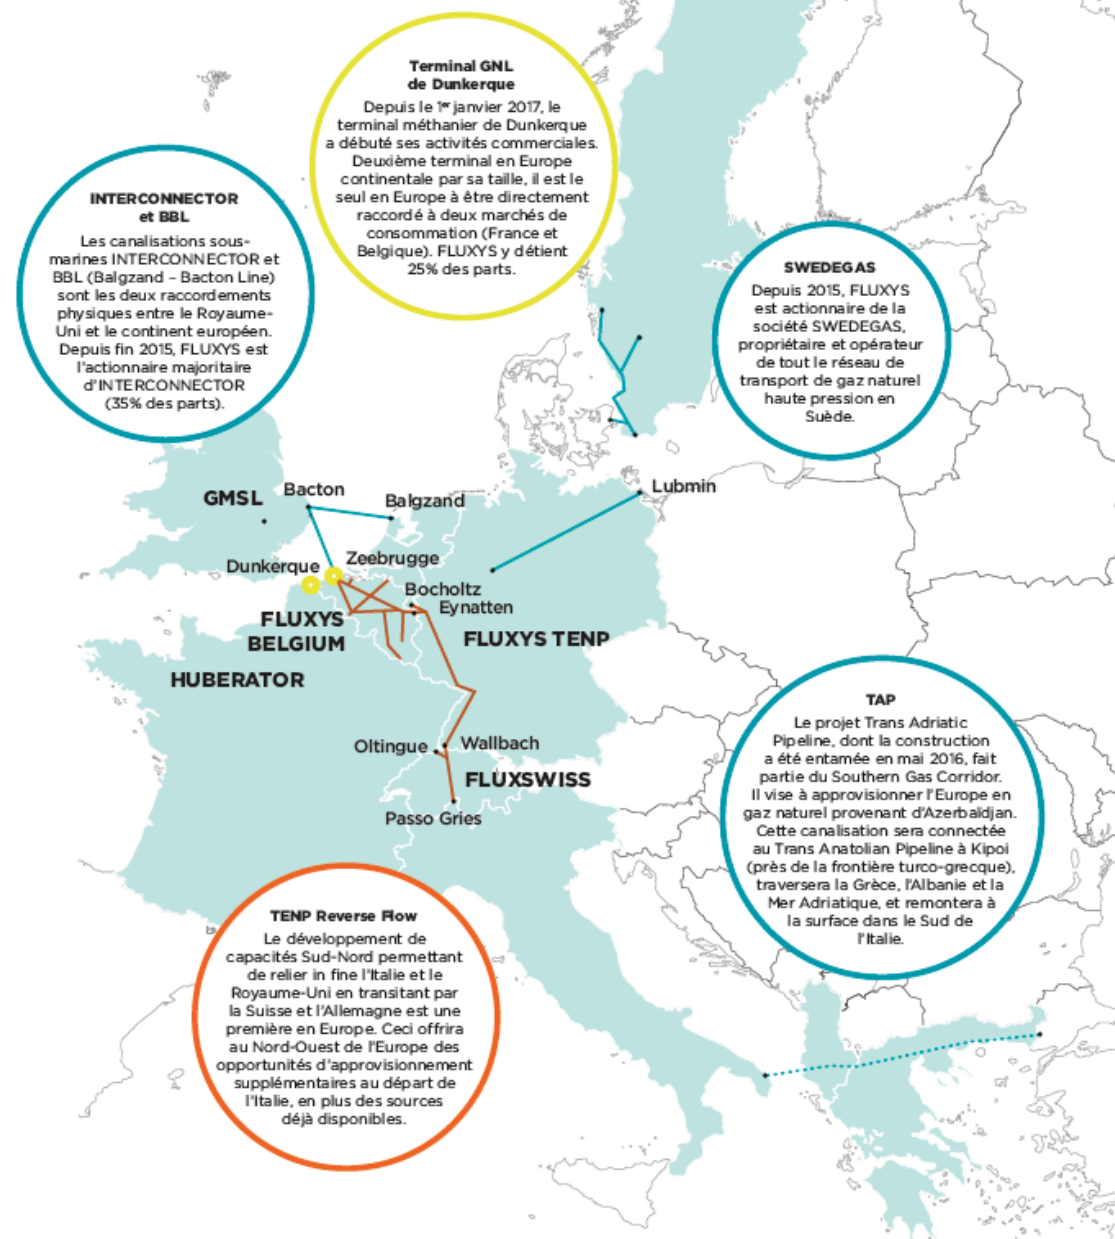 Terminal GNL
de Dunkerque
Depuis le 1er janvier 2017, le
terminal méthanier de Dunkerque
a débuté ses activités commerciales.
Deuxième terminal en Europe
continentale par sa taille, il est le
seul en Europe à être directement
raccordé à deux marchés de
consommation (France et
Belgique). FLUXYS y détient
25% des parts.
INTERCONNECTOR
et BBL
Les canalisations sous-
marines INTERCONNECTOR et
BBL (Balgzand – Bacton Line)
sont les deux raccordements
physiques entre le Royaume-
Uni et le continent européen.
Depuis fin 2015, FLUXYS est
l'actionnaire majoritaire
d'INTERCONNECTOR
(35% des parts).
SWEDEGAS
Depuis 2015, FLUXYS
est actionnaire de la
société SWEDEGAS,
propriétaire et opérateur
de tout le réseau de
transport de gaz naturel
haute pression en
Suède.
GMSL
Bacton
Balgzand
Lubmin
Dunkerque
Zeebrugge
Bocholtz
Eynatten
FLUXYS
BELGIUM
FLUXYS TENP
HUBERATOR
Oltingue
Wallbach
FLUXSWISS
Passo Gries
TAP
Le projet Trans Adriatic
Pipeline, dont la construction
a été entamée en mai 2016, fait
partie du Southern Gas Corridor.
Il vise à approvisionner l'Europe en
gaz naturel provenant d'Azerbaïdjan.
Cette canalisation sera connectée
au Trans Anatolian Pipeline à Kipoi
(près de la frontière turco-grecque),
traversera la Grèce, l'Albanie et la
Mer Adriatique, et remontera à
la surface dans le Sud de
l'Italie.
TENP Reverse Flow
Le développement de
capacités Sud-Nord permettant
de relier in fine l'Italie et le
Royaume-Uni en transitant par
la Suisse et l'Allemagne est une
première en Europe. Ceci offrira
au Nord-Ouest de l'Europe des
opportunités d'approvisionnement
supplémentaires au départ de
l'Italie, en plus des sources
déjà disponibles.